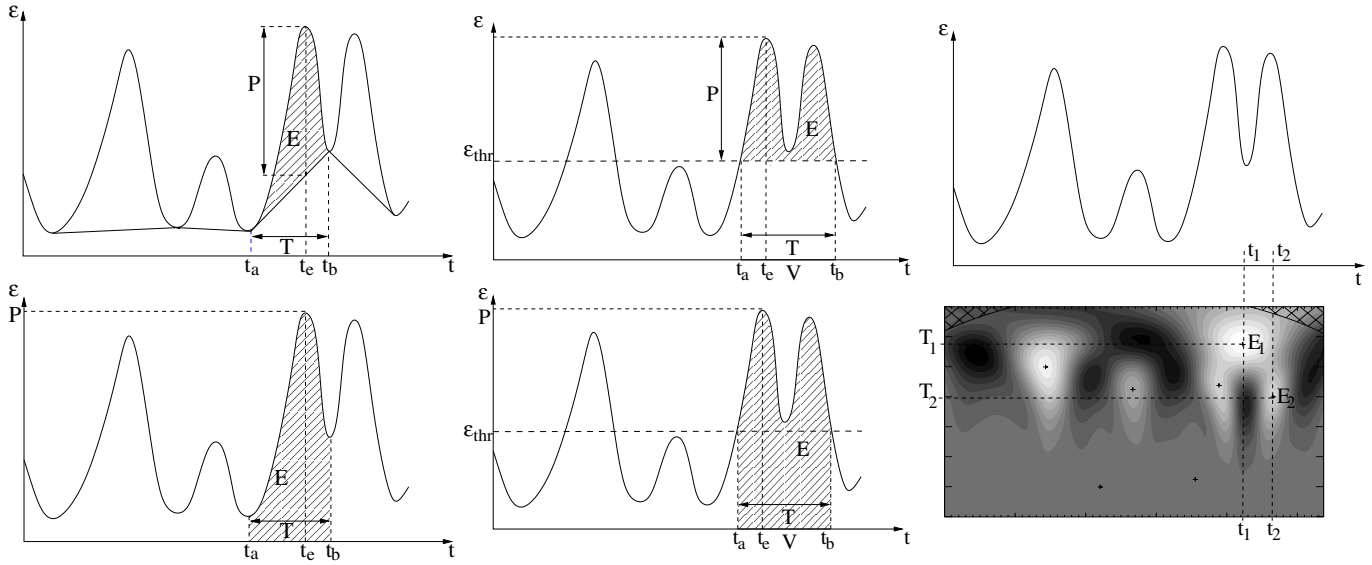 ε
P
E
T
t_a t_e t_b t
ε
P
E
ε_thr
T
t_a t_e V t_b t
ε
t_1 t_2
t
ε
P
E
T
t_a t_e t_b t
ε
P
ε_thr
E
T
t_a t_e V t_b t
T_1 E_1
T_2 E_2
t_1 t_2